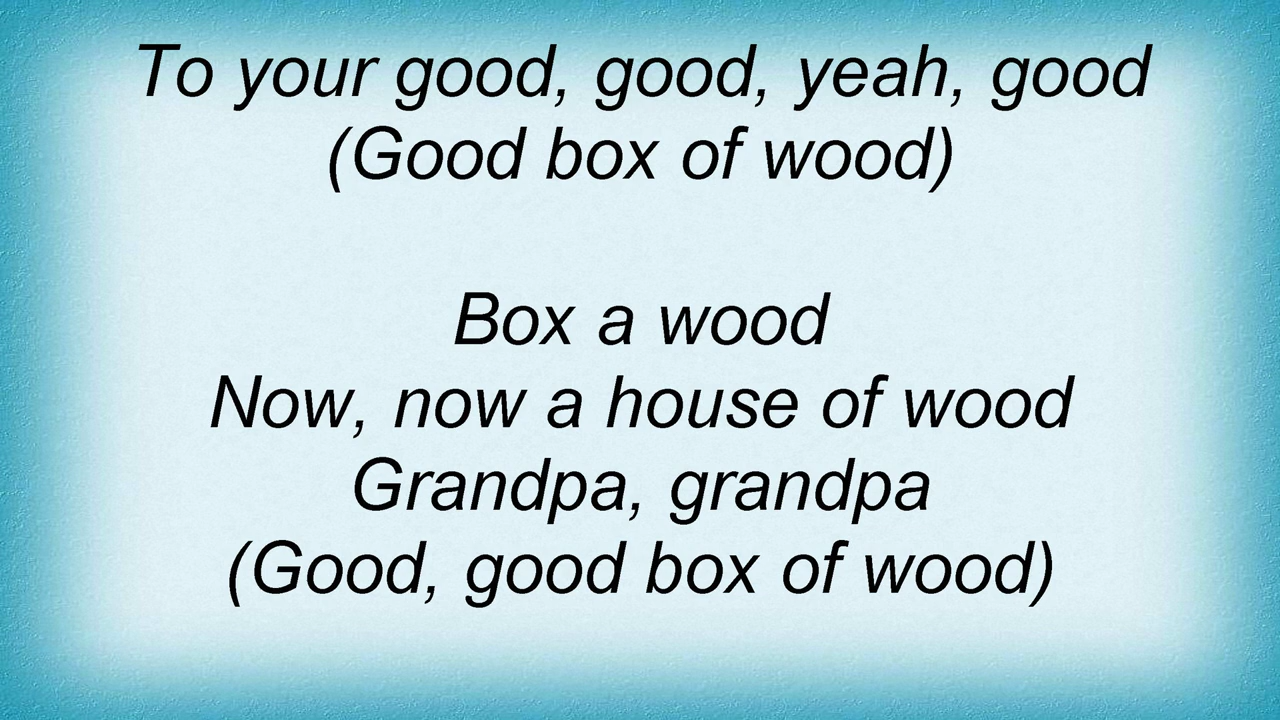 To your good, good, yeah, good
(Good box of wood)
Box a wood
Now, now a house of wood
Grandpa, grandpa
(Good, good box of wood)